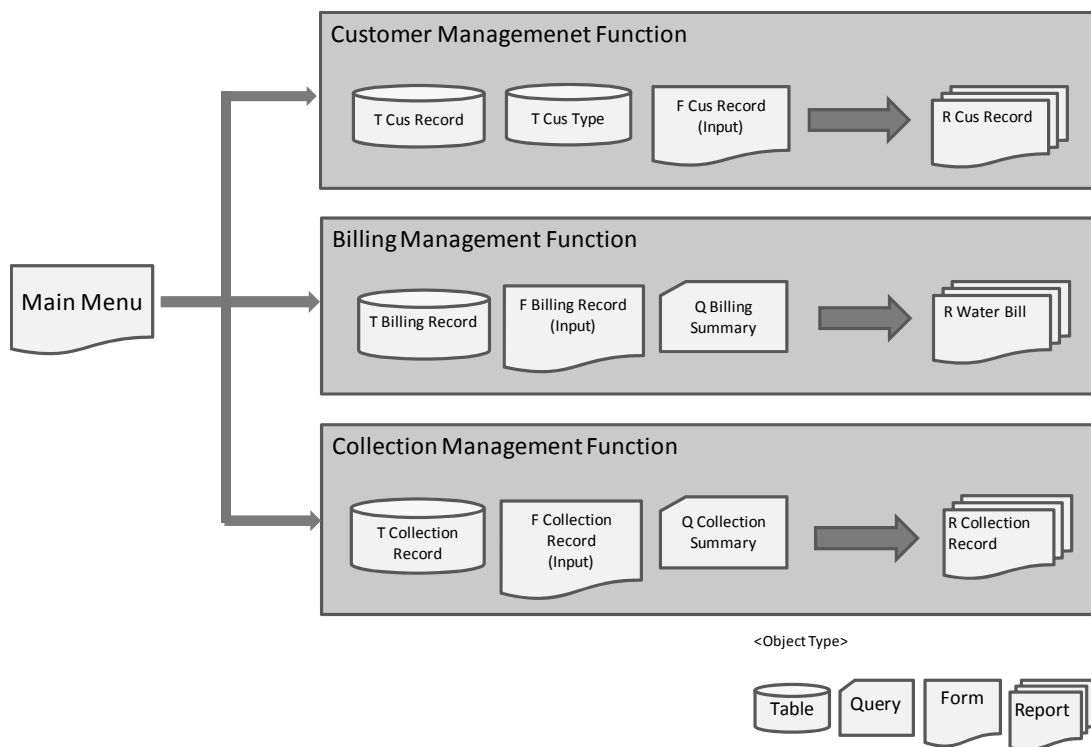 Customer Managemenet Function
T Cus Record
T Cus Type
F Cus Record
(Input)
R Cus Record
Billing Management Function
Main Menu
T Billing Record
F Billing Record
(Input)
Q Billing
Summary
R Water Bill
Collection Management Function
T Collection
Record
F Collection
Record
(Input)
Q Collection
Summary
R Collection
Record
<Object Type>
Table
Query
Form
Report